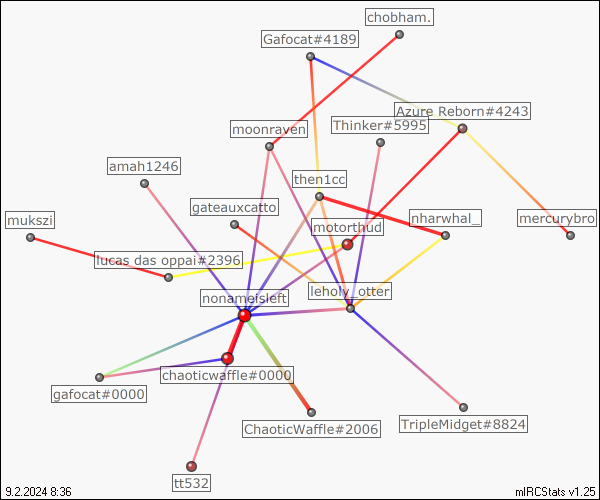 chobham.
Gafocat#4189
Azure Reborn#4243
Thinker#5995
moonraven
amah1246
then1cc
gateauxcatto
mukszi
motorthud
nharwhal_
mercurybro
lucas das oppai#2396
nonameisleft
leholy_otter
chaoticwaffle#0000
gafocat#0000
ChaoticWaffle#2006
TripleMidget#8824
tt532
9.2.2024 8:36
mIRCStats v1.25